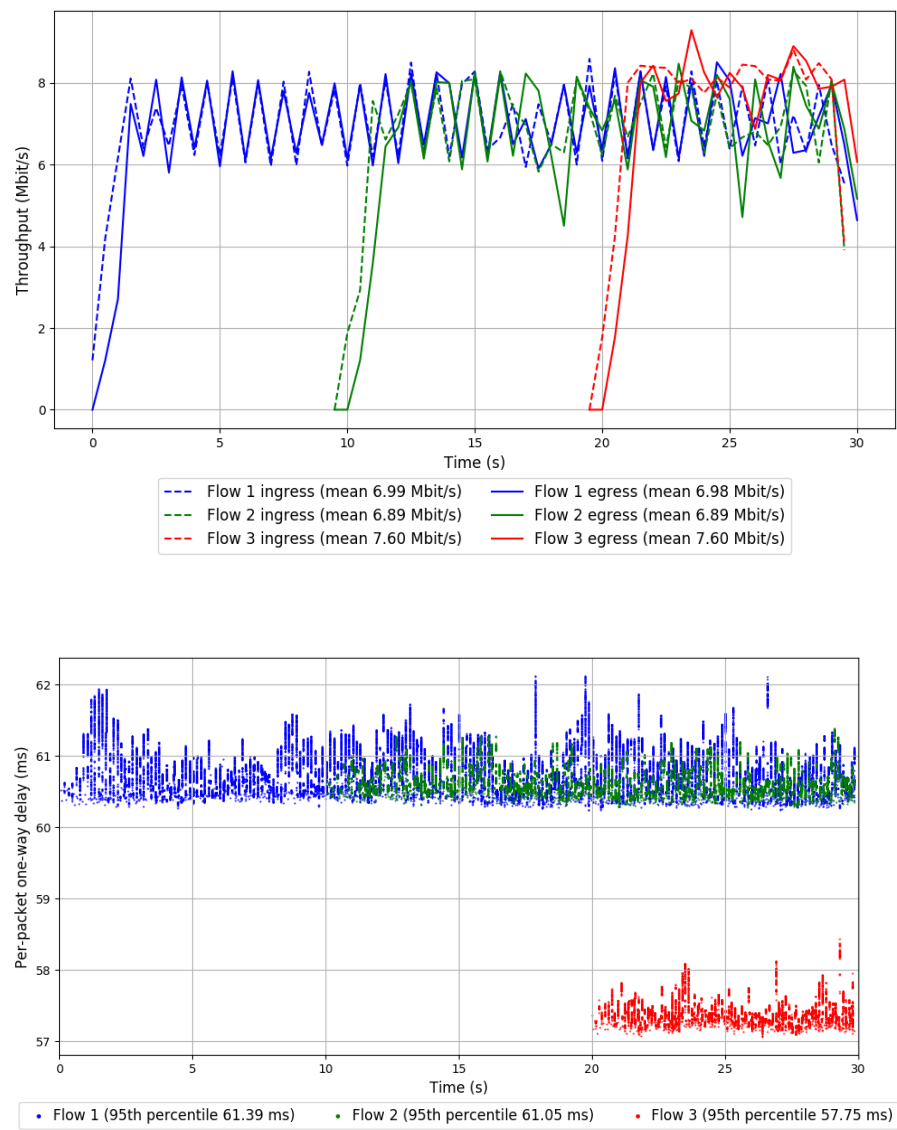 8
6
4
2
0
Throughput (Mbit/s)
0 5 10 15 20 25 30
Time (s)
Flow 1 ingress (mean 6.99 Mbit/s) Flow 1 egress (mean 6.98 Mbit/s)
Flow 2 ingress (mean 6.89 Mbit/s) Flow 2 egress (mean 6.89 Mbit/s)
Flow 3 ingress (mean 7.60 Mbit/s) Flow 3 egress (mean 7.60 Mbit/s)
62
61
60
59
58
57
Per-packet one-way delay (ms)
0 5 10 15 20 25 30
Time (s)
Flow 1 (95th percentile 61.39 ms) Flow 2 (95th percentile 61.05 ms) Flow 3 (95th percentile 57.75 ms)